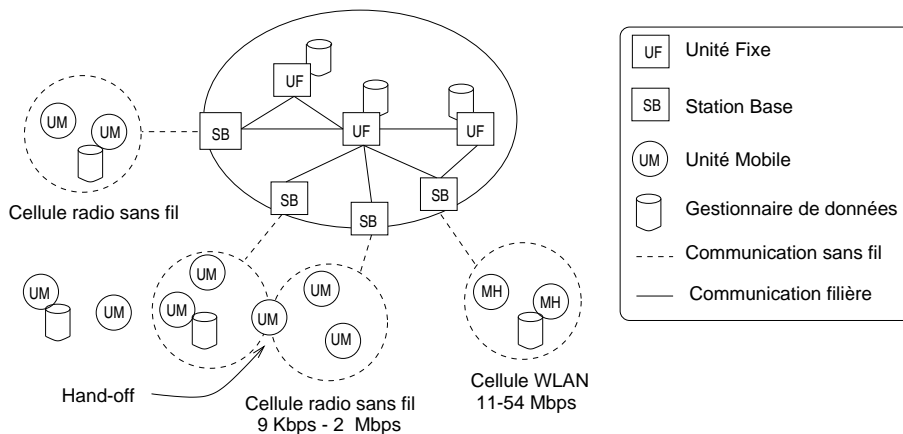 UF
UF
UF
SB
SB
SB
SB
UM
UM
Cellule radio sans fil
UM
UM
UM
UM
UM
UM
UM
MH
MH
Hand-off
Cellule radio sans fil
9 Kbps - 2 Mbps
Cellule WLAN
11-54 Mbps
UF
Unité Fixe
SB
Station Base
UM
Unité Mobile
Gestionnaire de données
Communication sans fil
Communication filière